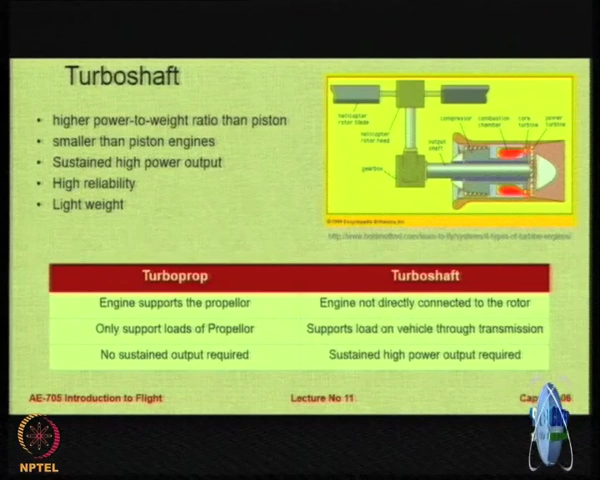 Turboshaft
• higher power-to-weight ratio than piston
• smaller than piston engines
• Sustained high power output
• High reliability
• Light weight
helicopter
rotor blade
helicopter
rotor head
gearbox
output
shaft
compressor
combustion
chamber
core
turbine
power
turbine
Turboprop Turboshaft
Engine supports the propellor Engine not directly connected to the rotor
Only support loads of Propellor Supports load on vehicle through transmission
No sustained output required Sustained high power output required
AE-705 Introduction to Flight Lecture No 11
NPTEL